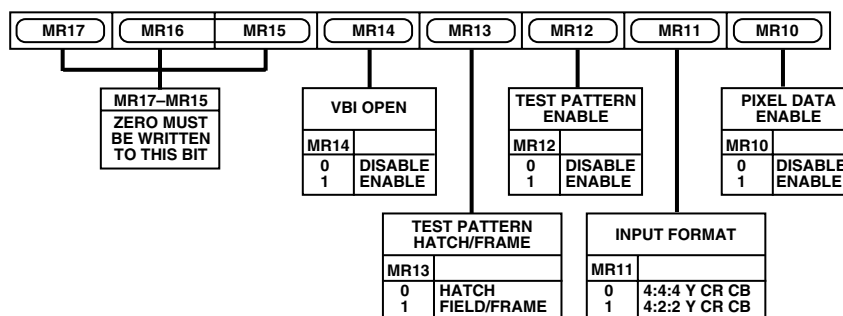 MR17 MR16 MR15 MR14 MR13 MR12 MR11 MR10
MR17–MR15
ZERO MUST
BE WRITTEN
TO THIS BIT
VBI OPEN
MR14
0 DISABLE
1 ENABLE
TEST PATTERN
ENABLE
MR12
0 DISABLE
1 ENABLE
PIXEL DATA
ENABLE
MR10
0 DISABLE
1 ENABLE
TEST PATTERN
HATCH/FRAME
MR13
0 HATCH
1 FIELD/FRAME
INPUT FORMAT
MR11
0 4:4:4 Y CR CB
1 4:2:2 Y CR CB